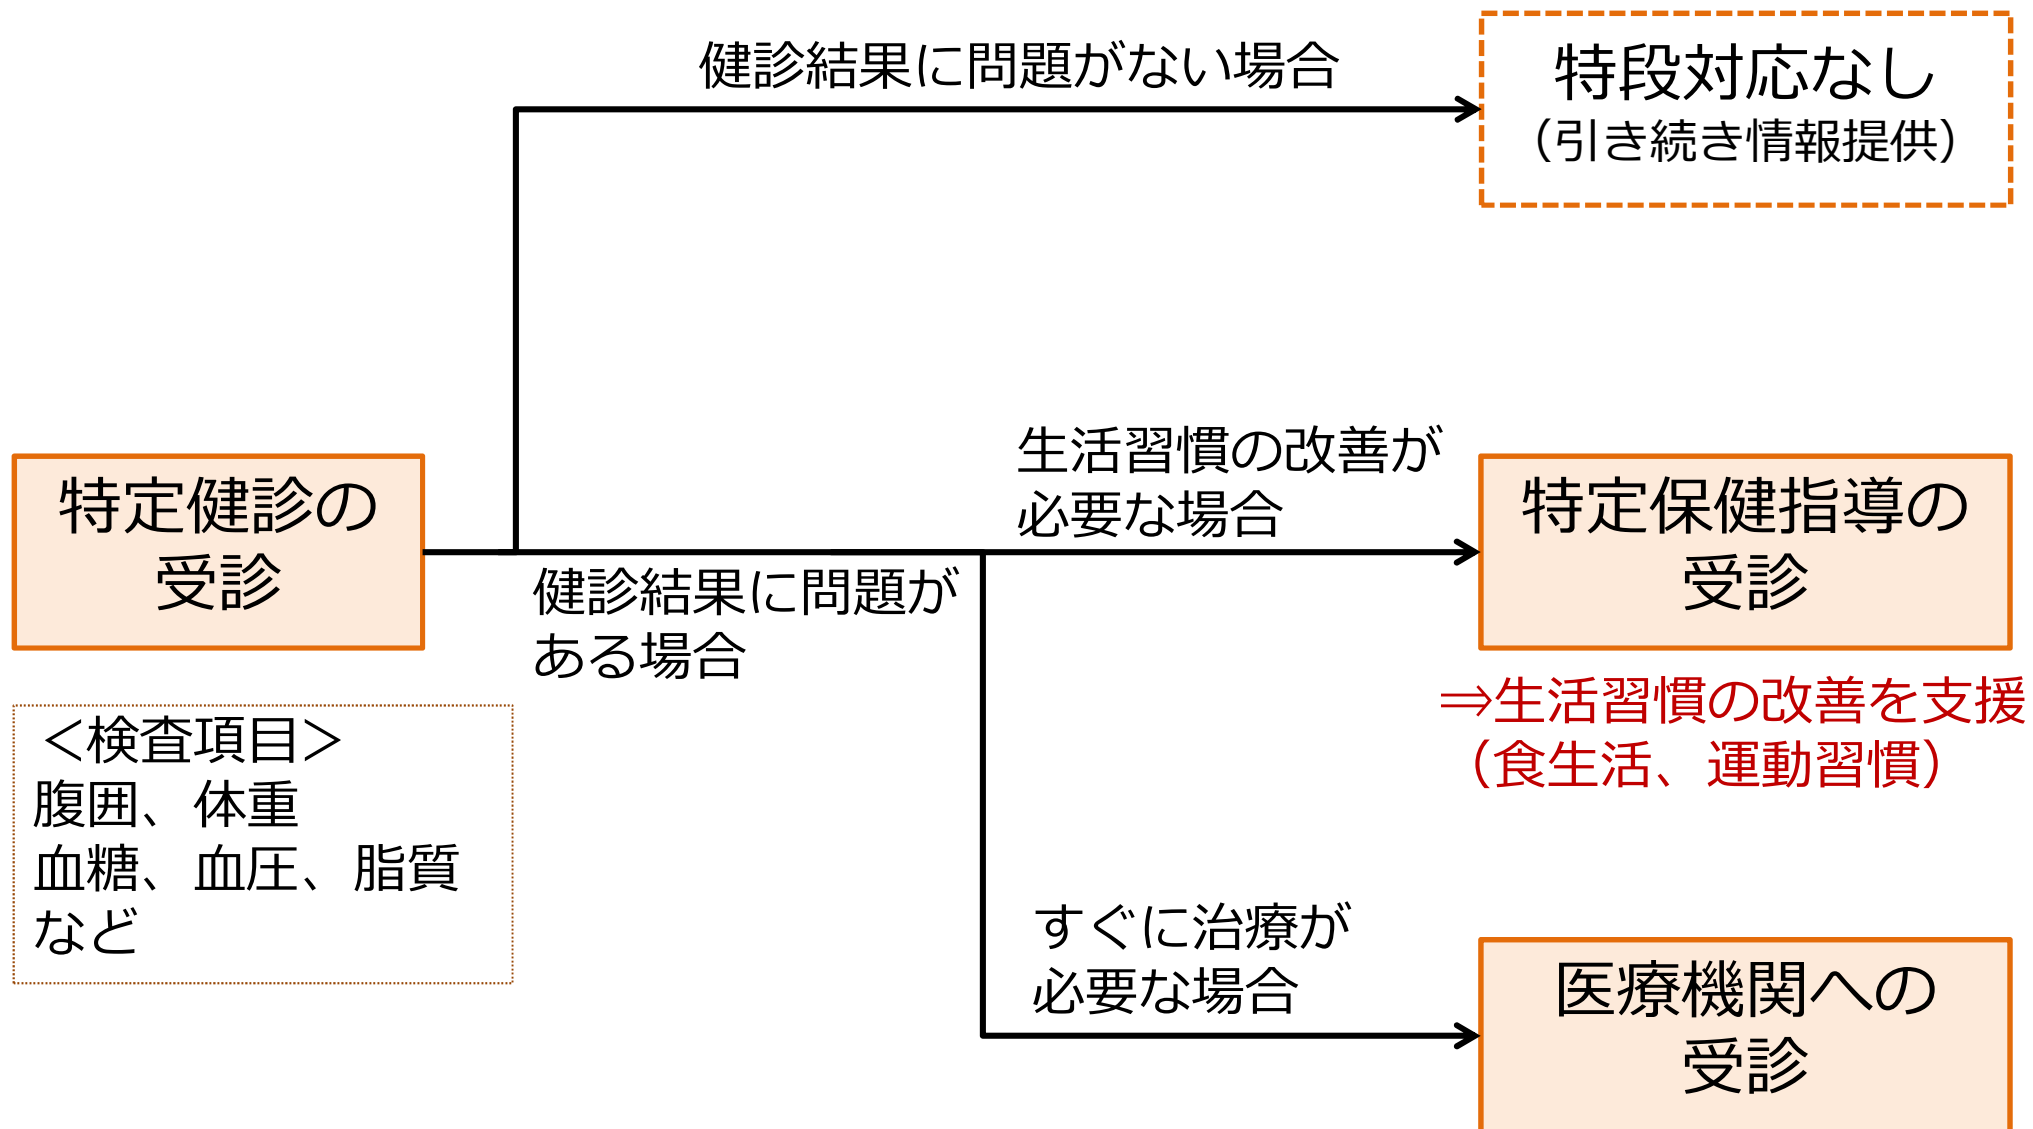 健診結果に問題がない場合
特段対応なし
（引き続き情報提供）
特定健診の
受診
健診結果に問題が
ある場合
生活習慣の改善が
必要な場合
特定保健指導の
受診
⇒生活習慣の改善を支援
（食生活、運動習慣）
＜検査項目＞
腹囲、体重
血糖、血圧、脂質
など
すぐに治療が
必要な場合
医療機関への
受診